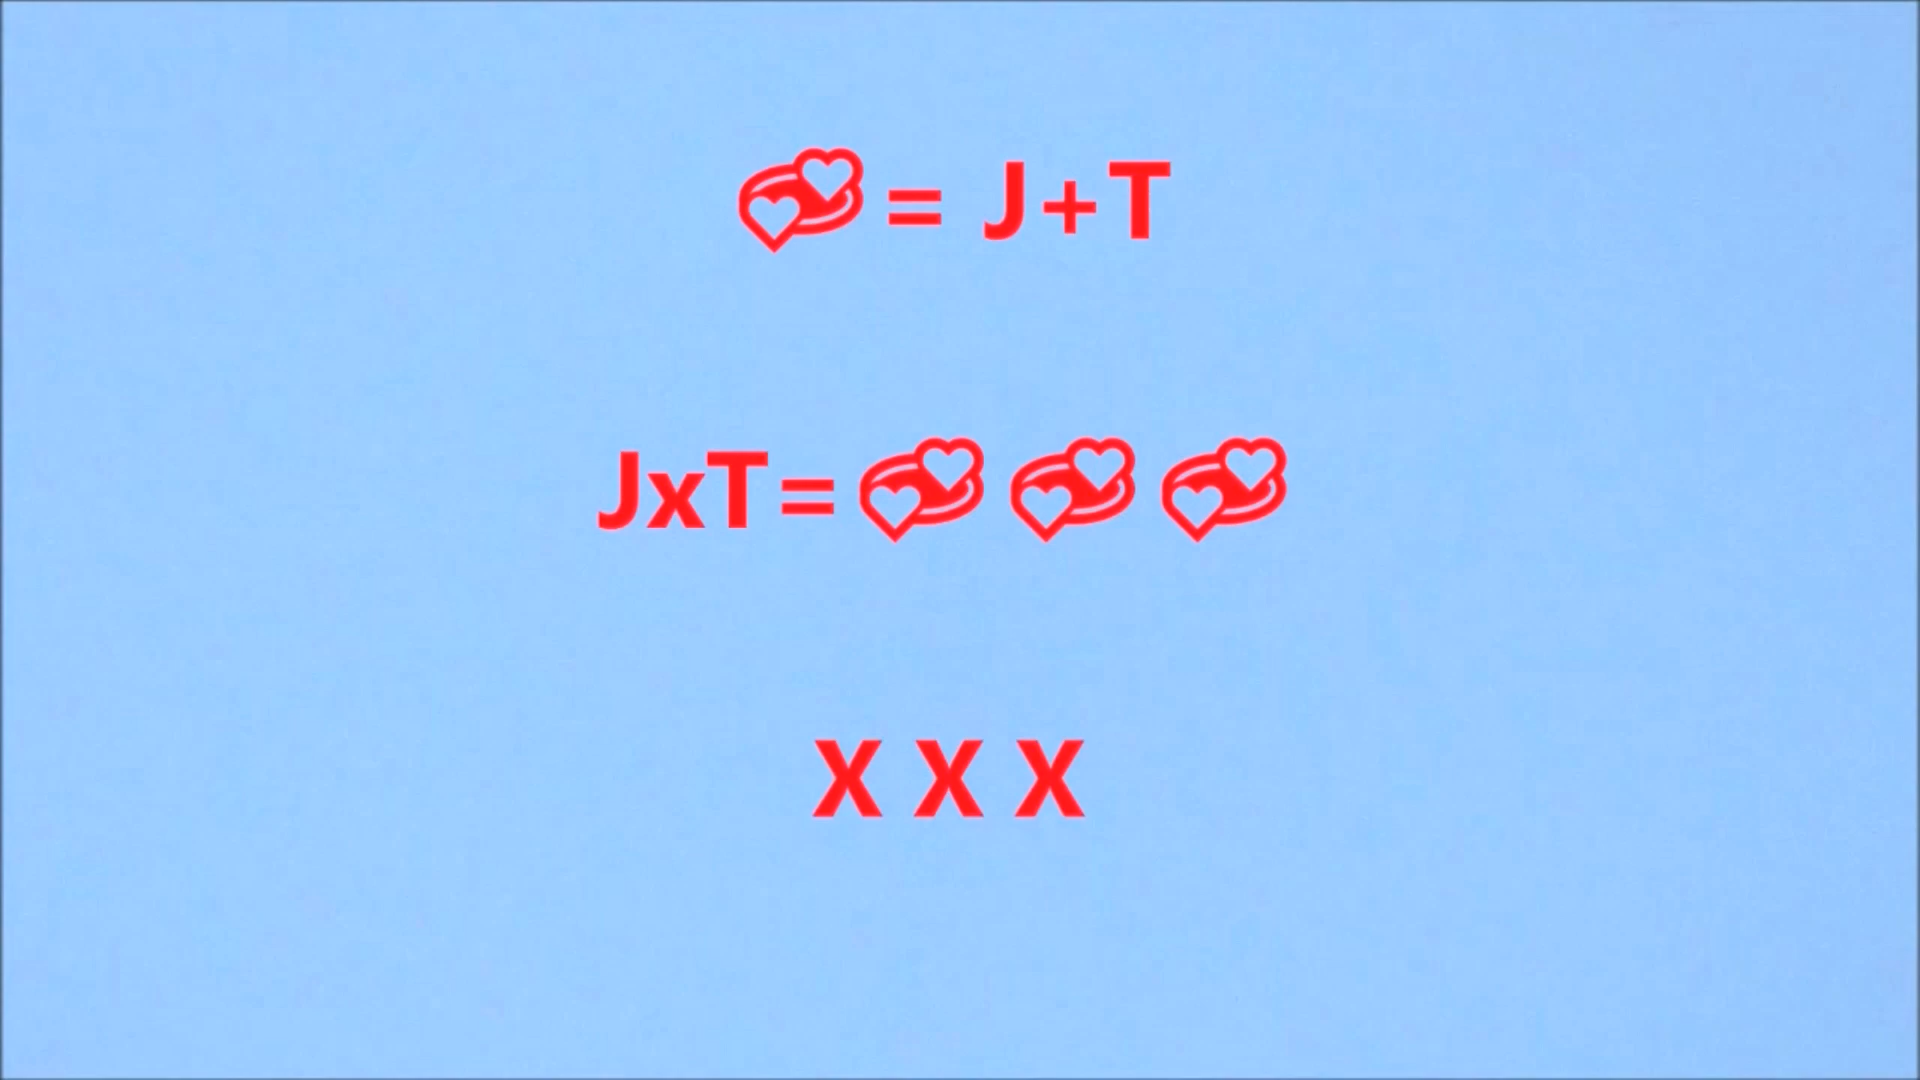 💞= J+T
JxT=💞💞💞
X X X